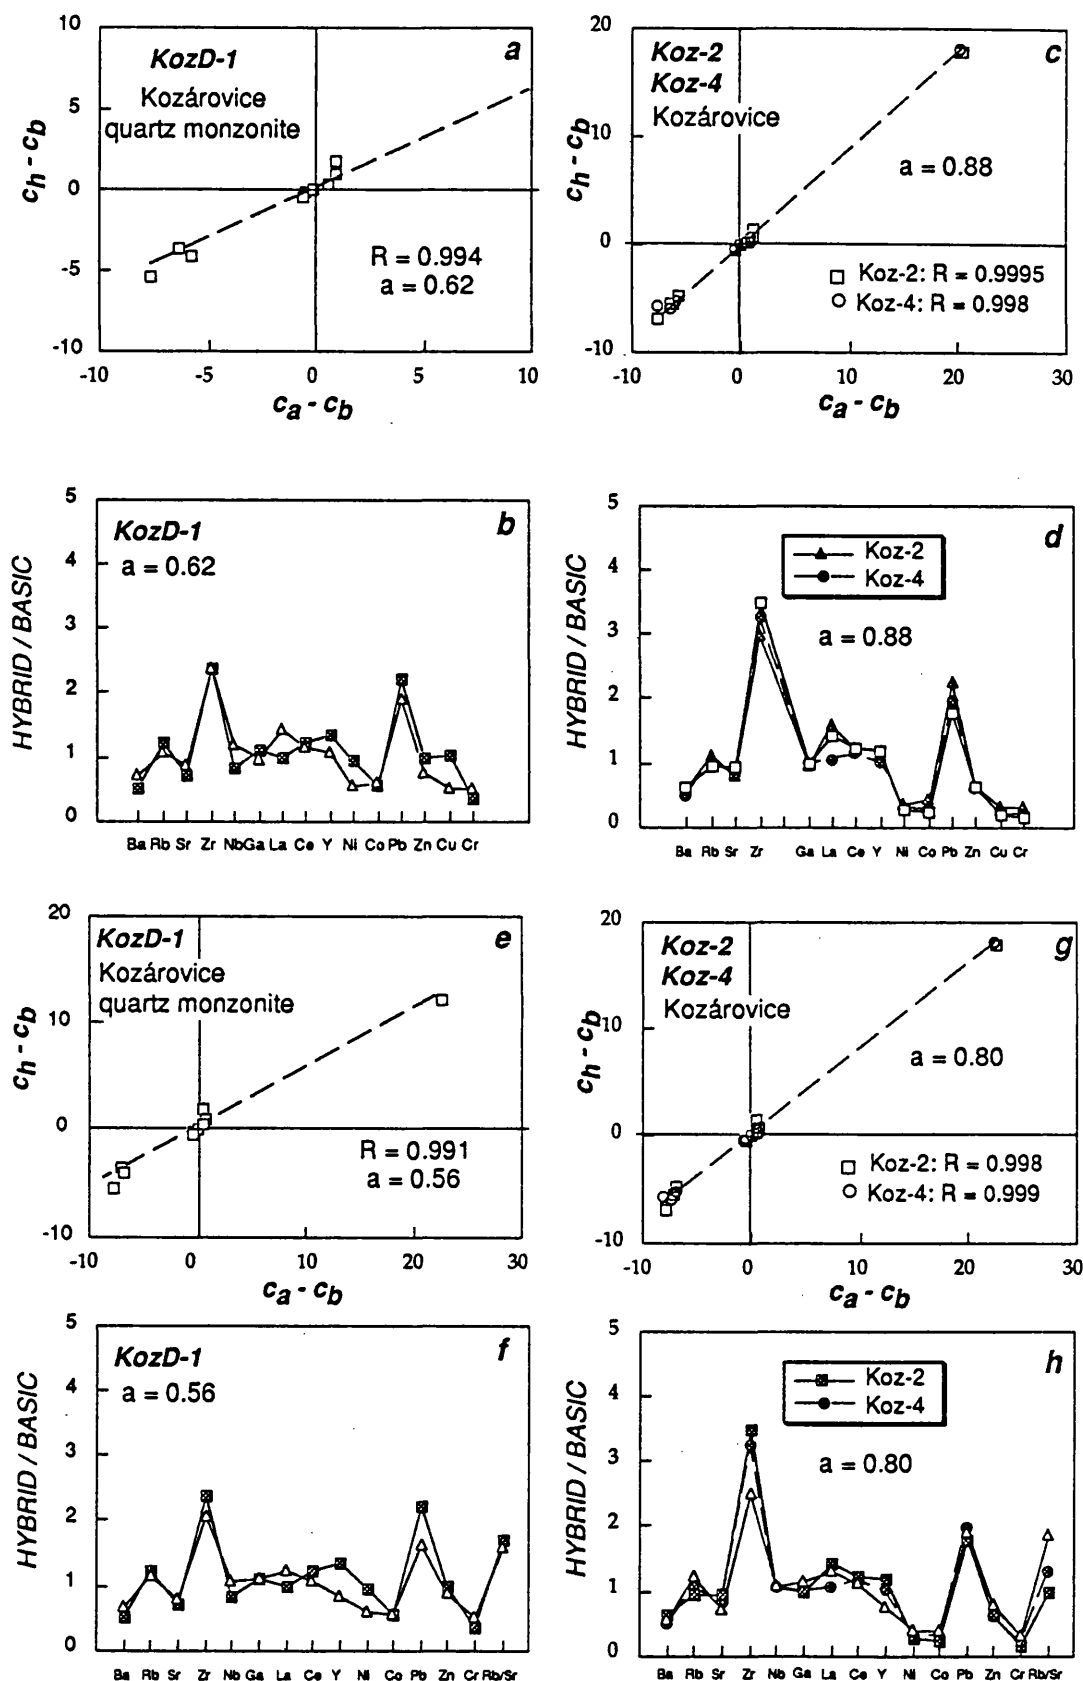 a
KozD-1
Kozárovice
quartz monzonite
R = 0.994
a = 0.62
10
5
0
-5
-10
-10 -5 0 5 10
ch - cb
ca - cb
c
Koz-2
Koz-4
Kozárovice
a = 0.88
Koz-2: R = 0.9995
Koz-4: R = 0.998
20
10
0
-10
-10 0 10 20 30
ch - cb
ca - cb
b
KozD-1
a = 0.62
5
4
3
2
1
0
HYBRID / BASIC
Ba Rb Sr Zr Nb Ga La Ce Y Ni Co Pb Zn Cu Cr
d
Koz-2
Koz-4
a = 0.88
5
4
3
2
1
0
HYBRID / BASIC
Ba Rb Sr Zr Ga La Ce Y Ni Co Pb Zn Cu Cr
e
KozD-1
Kozárovice
quartz monzonite
R = 0.991
a = 0.56
20
10
0
-10
-10 0 10 20 30
ch - cb
ca - cb
g
Koz-2
Koz-4
Kozárovice
a = 0.80
Koz-2: R = 0.998
Koz-4: R = 0.999
20
10
0
-10
-10 0 10 20 30
ch - cb
ca - cb
f
KozD-1
a = 0.56
5
4
3
2
1
0
HYBRID / BASIC
Ba Rb Sr Zr Nb Ga La Ce Y Ni Co Pb Zn Cr Rb/Sr
h
Koz-2
Koz-4
a = 0.80
5
4
3
2
1
0
HYBRID / BASIC
Ba Rb Sr Zr Nb Ga La Ce Y Ni Co Pb Zn Cr Rb/Sr